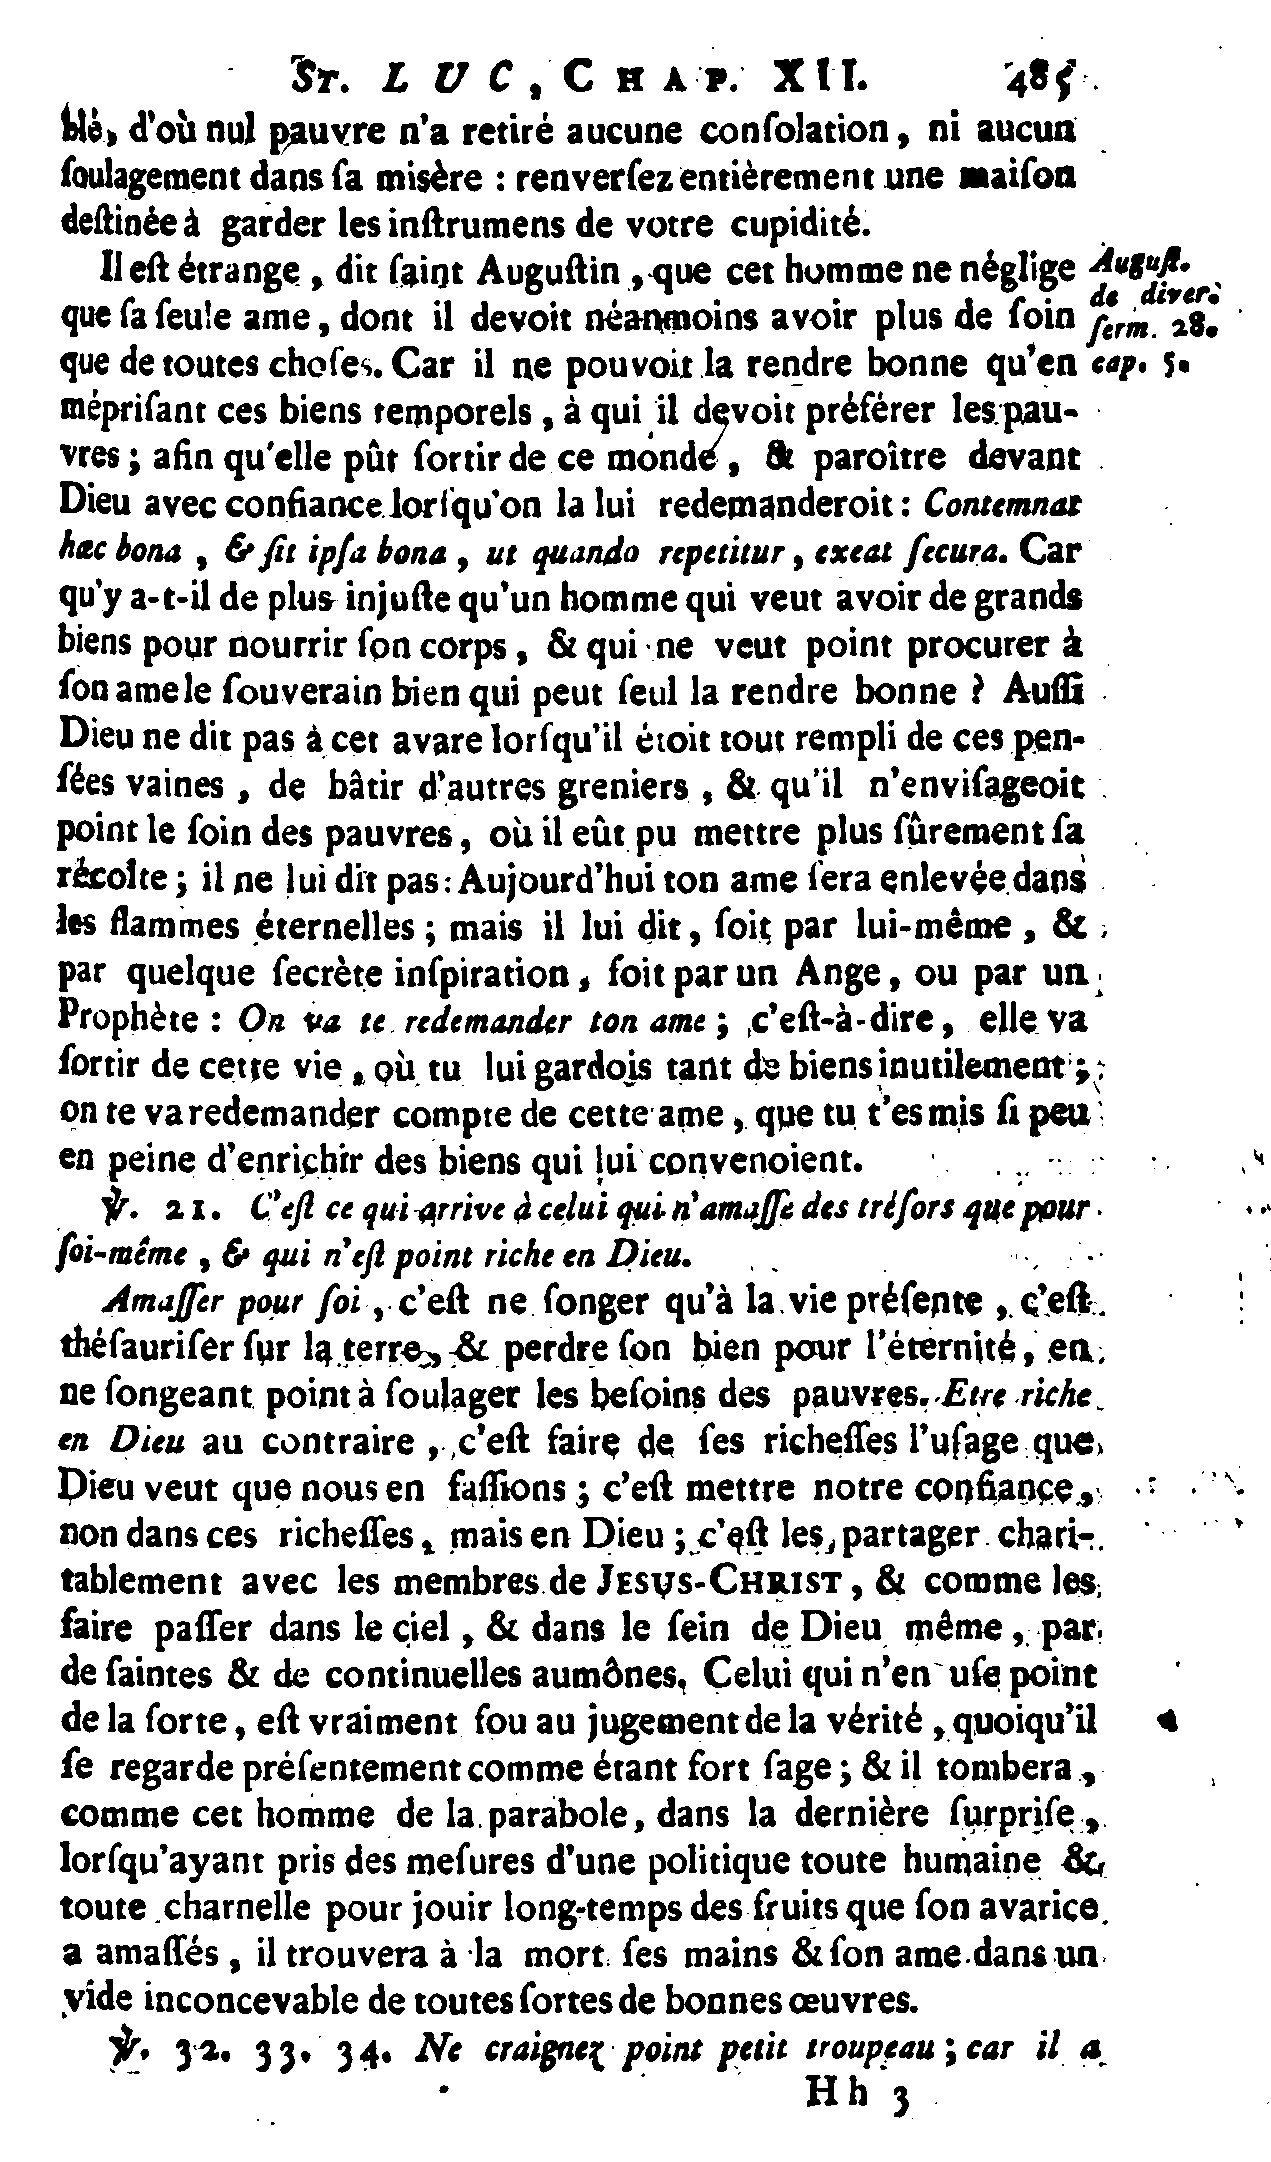 St. LUC, CHAP. XII. 485
blé, d'où nul pauvre n'a retiré aucune conſolation, ni aucun
ſoulagement dans ſa misère : renverſez entièrement une maiſon
deſtinée à garder les inſtrumens de votre cupidité.
Il eſt étrange, dit ſaint Auguſtin, que cet homme ne néglige
Auguſt.
de diver.
que ſa ſeule ame, dont il devoit néanmoins avoir plus de ſoin
ſerm. 28.
que de toutes choſes. Car il ne pouvoit la rendre bonne qu'en
cap. 5.
mépriſant ces biens temporels, à qui il devoit préférer les pau-
vres ; afin qu'elle pût ſortir de ce monde, & paroître devant
Dieu avec confiance lorſqu'on la lui redemanderoit : Contemnat
hæc bona, & ſit ipſa bona, ut quando repetitur, exeat ſecura. Car
qu'y a-t-il de plus injuſte qu'un homme qui veut avoir de grands
biens pour nourrir ſon corps, & qui ne veut point procurer à
ſon ame le ſouverain bien qui peut ſeul la rendre bonne ? Auſſi
Dieu ne dit pas à cet avare lorſqu'il étoit tout rempli de ces pen-
ſées vaines, de bâtir d'autres greniers, & qu'il n'enviſageoit
point le ſoin des pauvres, où il eût pu mettre plus ſûrement ſa
récolte ; il ne lui dit pas : Aujourd'hui ton ame ſera enlevée dans
les flammes éternelles ; mais il lui dit, ſoit par lui-même, &
par quelque ſecrète inſpiration, ſoit par un Ange, ou par un
Prophète : On va te redemander ton ame ; c'eſt-à-dire, elle va
ſortir de cette vie, où tu lui gardois tant de biens inutilement ;
on te va redemander compte de cette ame, que tu t'es mis ſi peu
en peine d'enrichir des biens qui lui convenoient.
℣. 21. C'eſt ce qui arrive à celui qui n'amaſſe des tréſors que pour
ſoi-même, & qui n'eſt point riche en Dieu.
Amaſſer pour ſoi, c'eſt ne ſonger qu'à la vie préſente, c'eſt
théſauriſer ſur la terre, & perdre ſon bien pour l'éternité, en
ne ſongeant point à ſoulager les beſoins des pauvres. Etre riche
en Dieu au contraire, c'eſt faire de ſes richeſſes l'uſage que
Dieu veut que nous en faſſions ; c'eſt mettre notre confiance,
non dans ces richeſſes, mais en Dieu ; c'eſt les partager chari-
tablement avec les membres de JESUS-CHRIST, & comme les
faire paſſer dans le ciel, & dans le ſein de Dieu même, par
de ſaintes & de continuelles aumônes. Celui qui n'en uſe point
de la ſorte, eſt vraiment fou au jugement de la vérité, quoiqu'il
ſe regarde préſentement comme étant fort ſage ; & il tombera,
comme cet homme de la parabole, dans la dernière ſurpriſe,
lorſqu'ayant pris des meſures d'une politique toute humaine &
toute charnelle pour jouir long-temps des fruits que ſon avarice
a amaſſés, il trouvera à la mort ſes mains & ſon ame dans un
vide inconcevable de toutes ſortes de bonnes œuvres.
℣. 32. 33. 34. Ne craignez point petit troupeau ; car il a
Hh 3